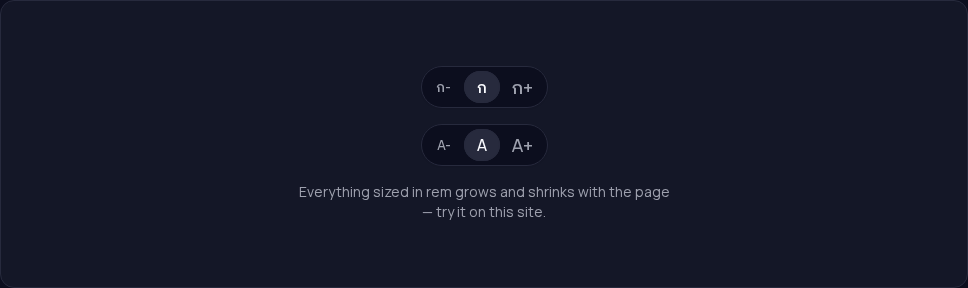 ก- ก ก+
A- A A+
Everything sized in rem grows and shrinks with the page
— try it on this site.